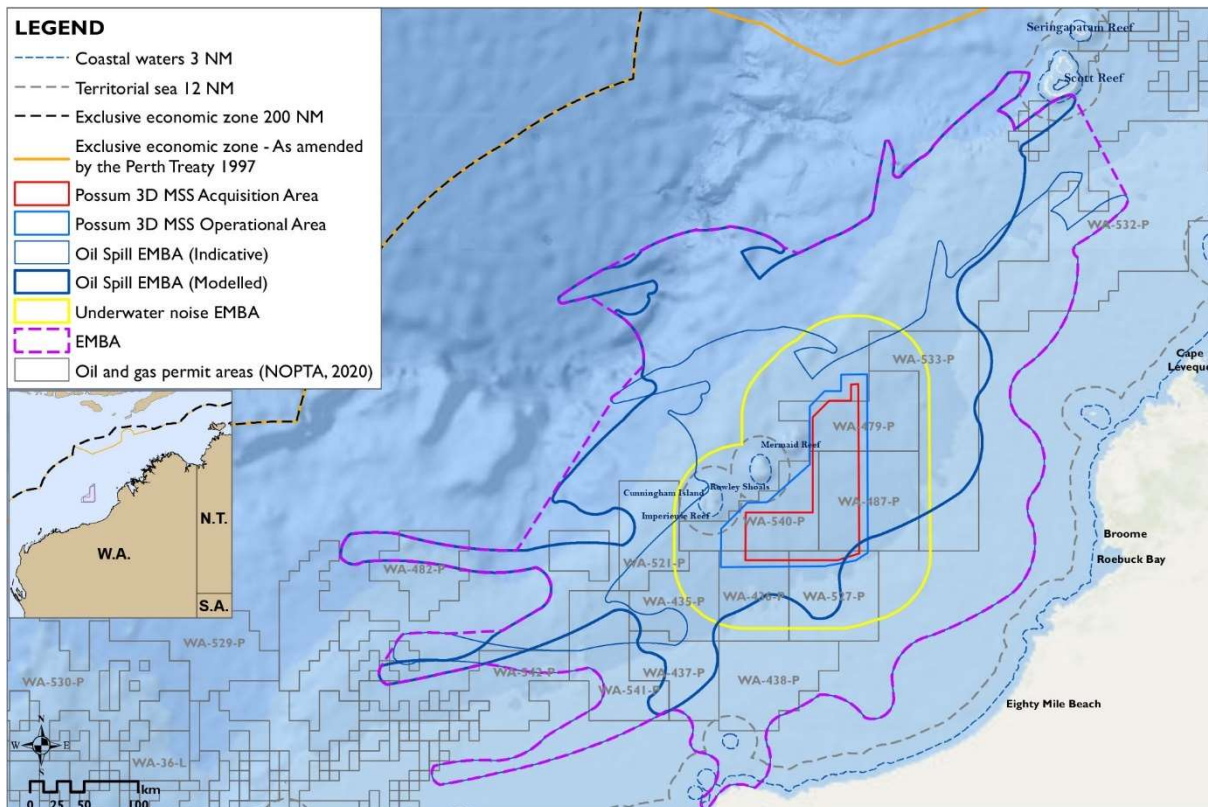 LEGEND
Coastal waters 3 NM
Territorial sea 12 NM
Exclusive economic zone 200 NM
Exclusive economic zone - As amended
by the Perth Treaty 1997
Possum 3D MSS Acquisition Area
Possum 3D MSS Operational Area
Oil Spill EMBA (Indicative)
Oil Spill EMBA (Modelled)
Underwater noise EMBA
EMBA
Oil and gas permit areas (NOPTA, 2020)
Seringapatum Reef
Scott Reef
WA-532-P
WA-533-P
Cape
Leveque
WA-479-P
Mermaid Reef
Rowley Shoals
Cunningham Island
Imperieuse Reef
WA-487-P
WA-540-P
Broome
Roebuck Bay
WA-521-P
WA-482-P
WA-435-P
WA-527-P
WA-529-P
WA-530-P
WA-542-P
WA-541-P
WA-437-P
WA-438-P
Eighty Mile Beach
WA-36-L
N.T.
W.A.
S.A.
N
W
E
S
0 25 50 100
km